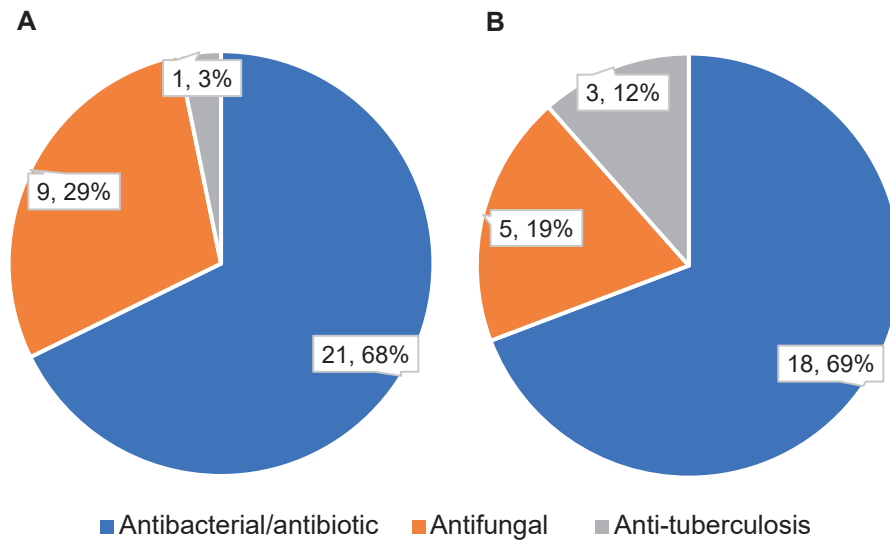 A
B
1, 3%
3, 12%
9, 29%
5, 19%
21, 68%
18, 69%
Antibacterial/antibiotic Antifungal Anti-tuberculosis